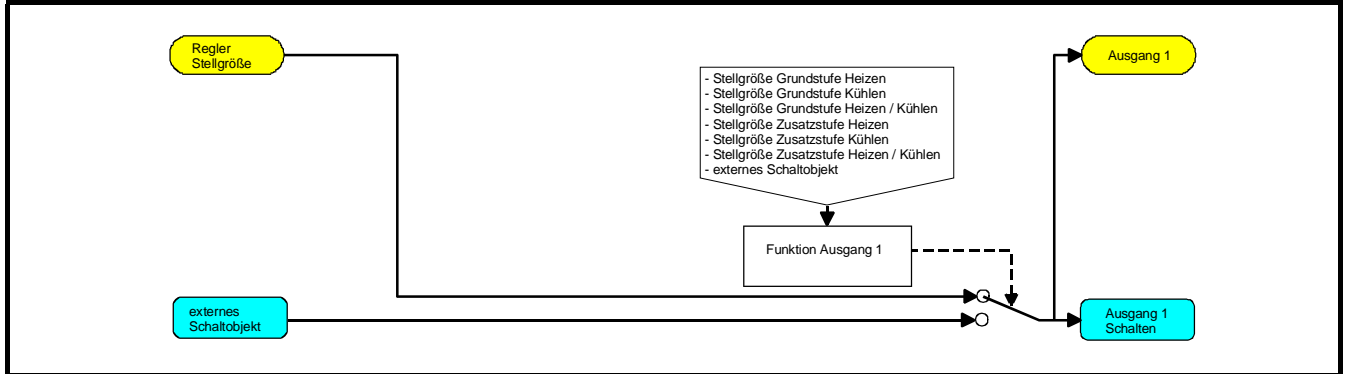 Regler
Stellgröße
Ausgang 1
- Stellgröße Grundstufe Heizen
- Stellgröße Grundstufe Kühlen
- Stellgröße Grundstufe Heizen / Kühlen
- Stellgröße Zusatzstufe Heizen
- Stellgröße Zusatzstufe Kühlen
- Stellgröße Zusatzstufe Heizen / Kühlen
- externes Schaltobjekt
Funktion Ausgang 1
externes
Schaltobjekt
Ausgang 1
Schalten